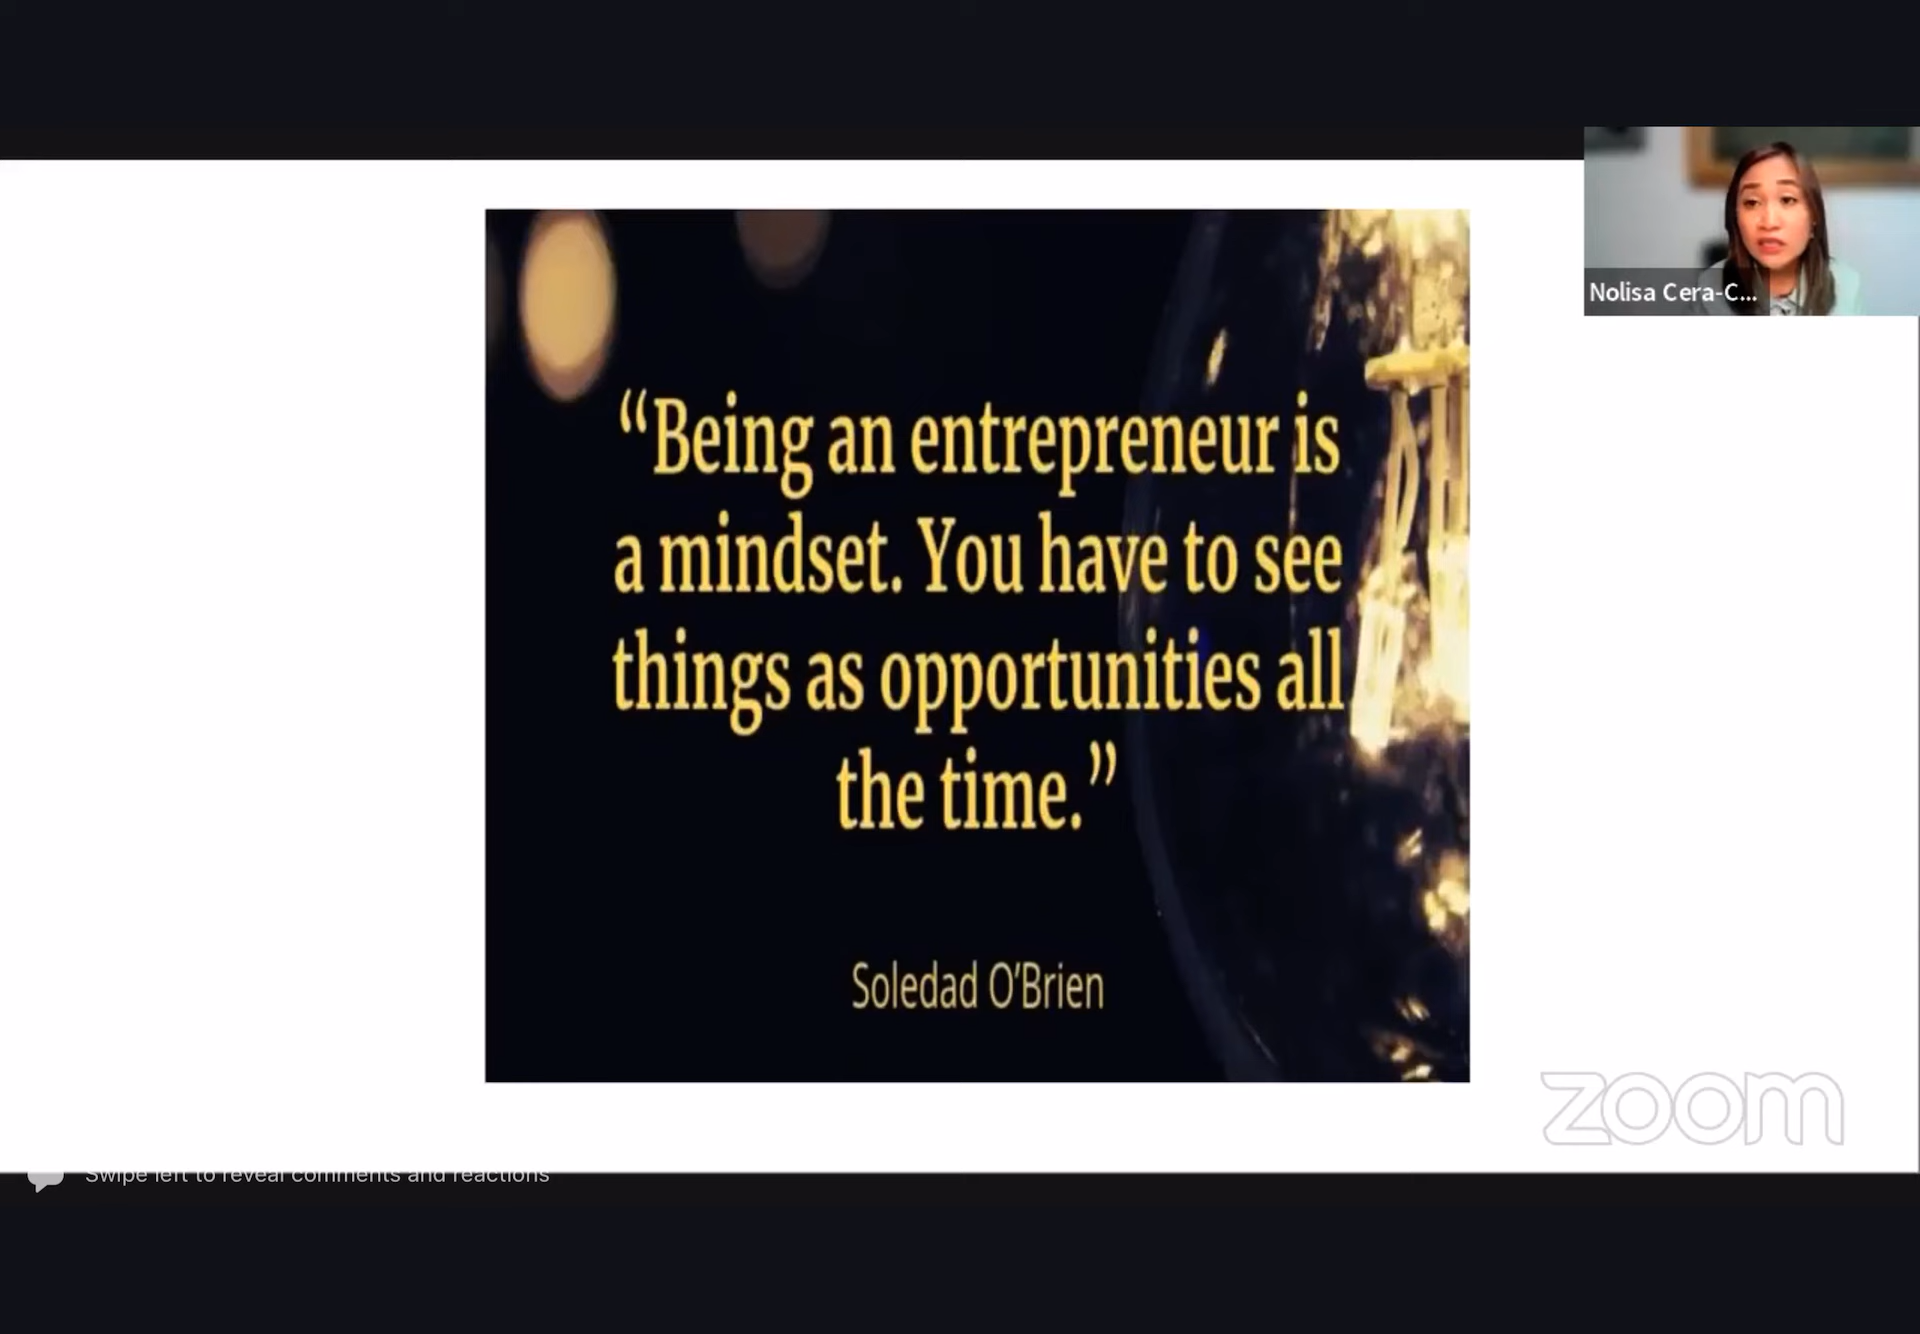 Nolisa Cera-C...
“Being an entrepreneur is
a mindset. You have to see
things as opportunities all
the time.”
Soledad O’Brien
zoom
Swipe left to reveal comments and reactions